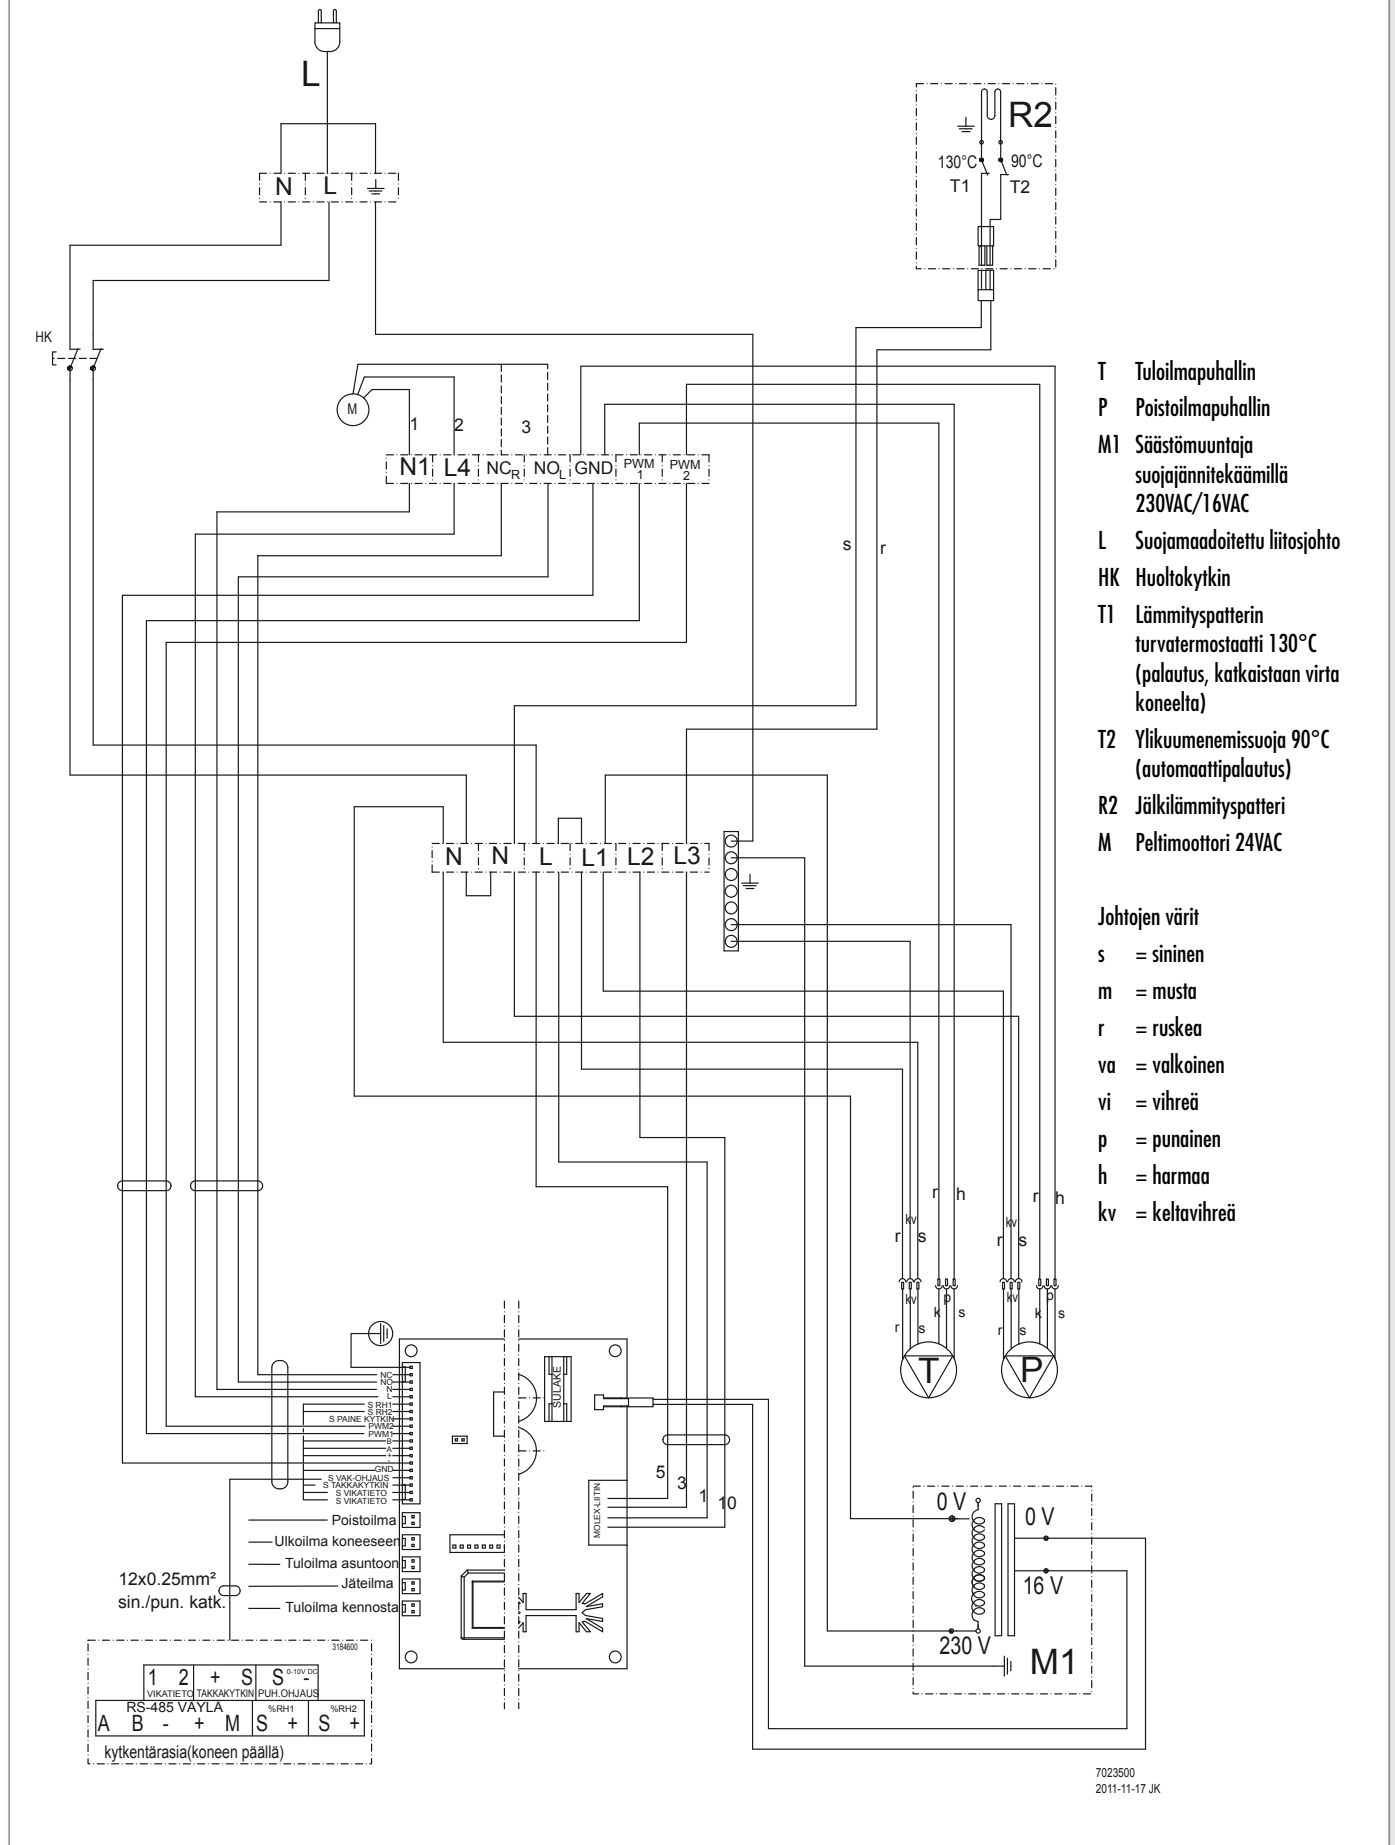 L
N L
R2
130°C 90°C
T1 T2
HK
M
1 2 3
N1 L4 NCR NOL GND PWM 1 PWM 2
s r
T Tuloilmapuhallin
P Poistoilmapuhallin
M1 Säästömuuntaja
suojajännitekäämillä
230VAC/16VAC
L Suojamaadoitettu liitosjohto
HK Huoltokytkin
T1 Lämmityspatterin
turvatermostaatti 130°C
(palautus, katkaistaan virta
koneelta)
T2 Ylikuumenemissuoja 90°C
(automaattipalautus)
R2 Jälkilämmityspatteri
M Peltimoottori 24VAC
Johtojen värit
s = sininen
m = musta
r = ruskea
va = valkoinen
vi = vihreä
p = punainen
h = harmaa
kv = keltavihreä
N N L L1 L2 L3
r h r h
kv kv
r s r s
kv p kv p
k s k s
r s r s
T P
NC
NO
N
L
S RH1
S RH2
S PAINE KYTKIN
PWM2
PWM1
B
A
+
-
GND
S VAK-OHJAUS
S TAKKAKYTKIN
S VIKATIETO
S VIKATIETO
Poistoilma
Ulkoilma koneeseen
Tuloilma asuntoon
Jäteilma
Tuloilma kennosta
SULAKE
MOLEX-LIITIN
5 3 1 10
12x0.25mm²
sin./pun. katk.
3184600
1 2 + S S 0-10V DC -
VIKATIETO TAKKAKYTKIN PUH.OHJAUS
RS-485 VÄYLÄ %RH1 %RH2
A B - + M S + S +
kytkentärasia(koneen päällä)
0 V 0 V
16 V
230 V
M1
7023500
2011-11-17 JK